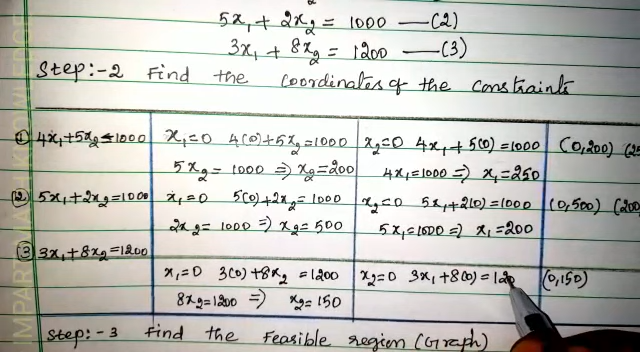 5x₁ + 2x₂ = 1000 —(2)
3x₁ + 8x₂ = 1200 —(3)
Step:-2 Find the coordinates of the constraints
① 4x₁+5x₂=1000 x₁=0 4(0)+5x₂=1000 x₂=0 4x₁+5(0)=1000 (0,200)
5x₂ = 1000 ⇒ x₂=200 4x₁=1000 ⇒ x₁=250
② 5x₁+2x₂=1000 x₁=0 5(0)+2x₂=1000 x₂=0 5x₁+2(0)=1000 (0,500) (200
2x₂ = 1000 ⇒ x₂=500 5x₁=1000 ⇒ x₁=200
③ 3x₁+8x₂=1200
x₁=0 3(0)+8x₂ = 1200 x₂=0 3x₁+8(0)=120 (0,150)
8x₂=1200 ⇒ x₂=150
Step:-3 Find the Feasible region (Graph)